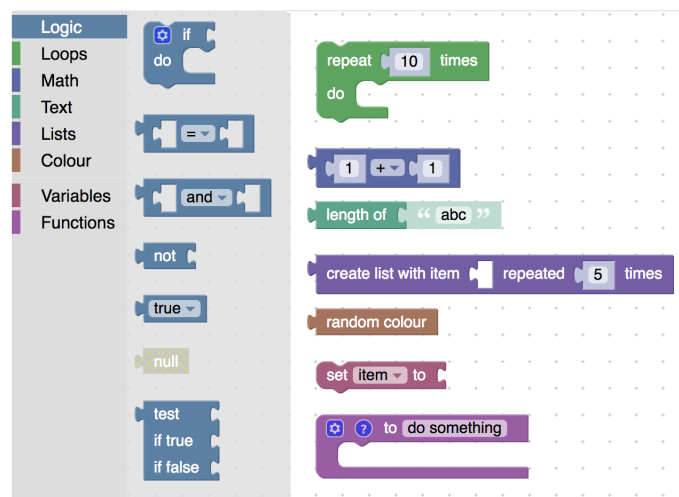 Logic
Loops
Math
Text
Lists
Colour
Variables
Functions
if
do
=
and
not
true
null
test
if true
if false
repeat 10 times
do
1 + 1
length of “ abc ”
create list with item repeated 5 times
random colour
set item to
? to do something